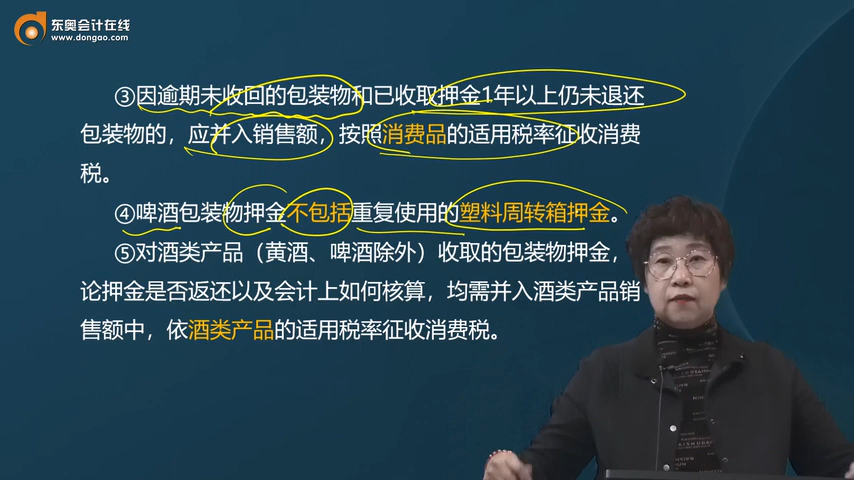 东奥会计在线
www.dongao.com
③因逾期未收回的包装物和已收取押金1年以上仍未退还
包装物的，应并入销售额，按照消费品的适用税率征收消费
税。
④啤酒包装物押金不包括重复使用的塑料周转箱押金。
⑤对酒类产品（黄酒、啤酒除外）收取的包装物押金，
论押金是否返还以及会计上如何核算，均需并入酒类产品销
售额中，依酒类产品的适用税率征收消费税。